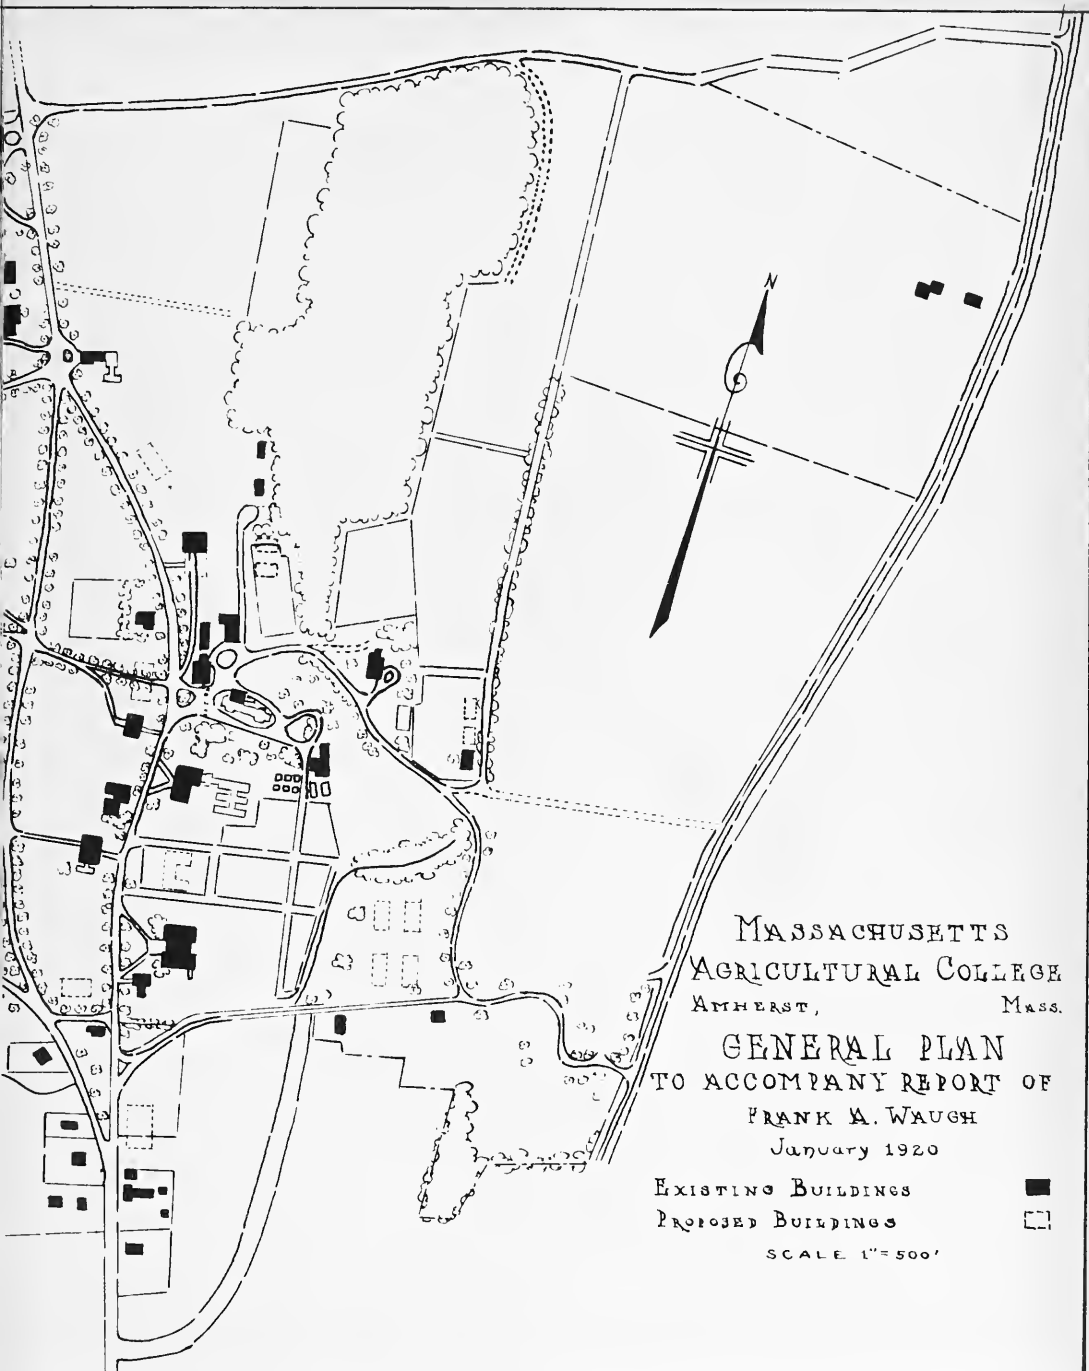 N
MASSACHUSETTS
AGRICULTURAL COLLEGE
AMHERST, MASS.
GENERAL PLAN
TO ACCOMPANY REPORT OF
FRANK A. WAUGH
January 1920
EXISTING BUILDINGS
PROPOSED BUILDINGS
SCALE 1"=500'